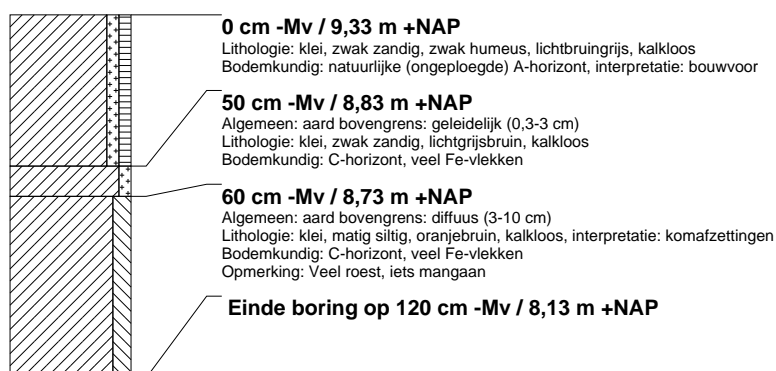 0 cm -Mv / 9,33 m +NAP
Lithologie: klei, zwak zandig, zwak humeus, lichtbruingrijs, kalkloos
Bodemkundig: natuurlijke (ongeploegde) A-horizont, interpretatie: bouwvoor
50 cm -Mv / 8,83 m +NAP
Algemeen: aard bovengrens: geleidelijk (0,3-3 cm)
Lithologie: klei, zwak zandig, lichtgrijsbruin, kalkloos
Bodemkundig: C-horizont, veel Fe-vlekken
60 cm -Mv / 8,73 m +NAP
Algemeen: aard bovengrens: diffuus (3-10 cm)
Lithologie: klei, matig siltig, oranjebruin, kalkloos, interpretatie: komafzettingen
Bodemkundig: C-horizont, veel Fe-vlekken
Opmerking: Veel roest, iets mangaan
Einde boring op 120 cm -Mv / 8,13 m +NAP